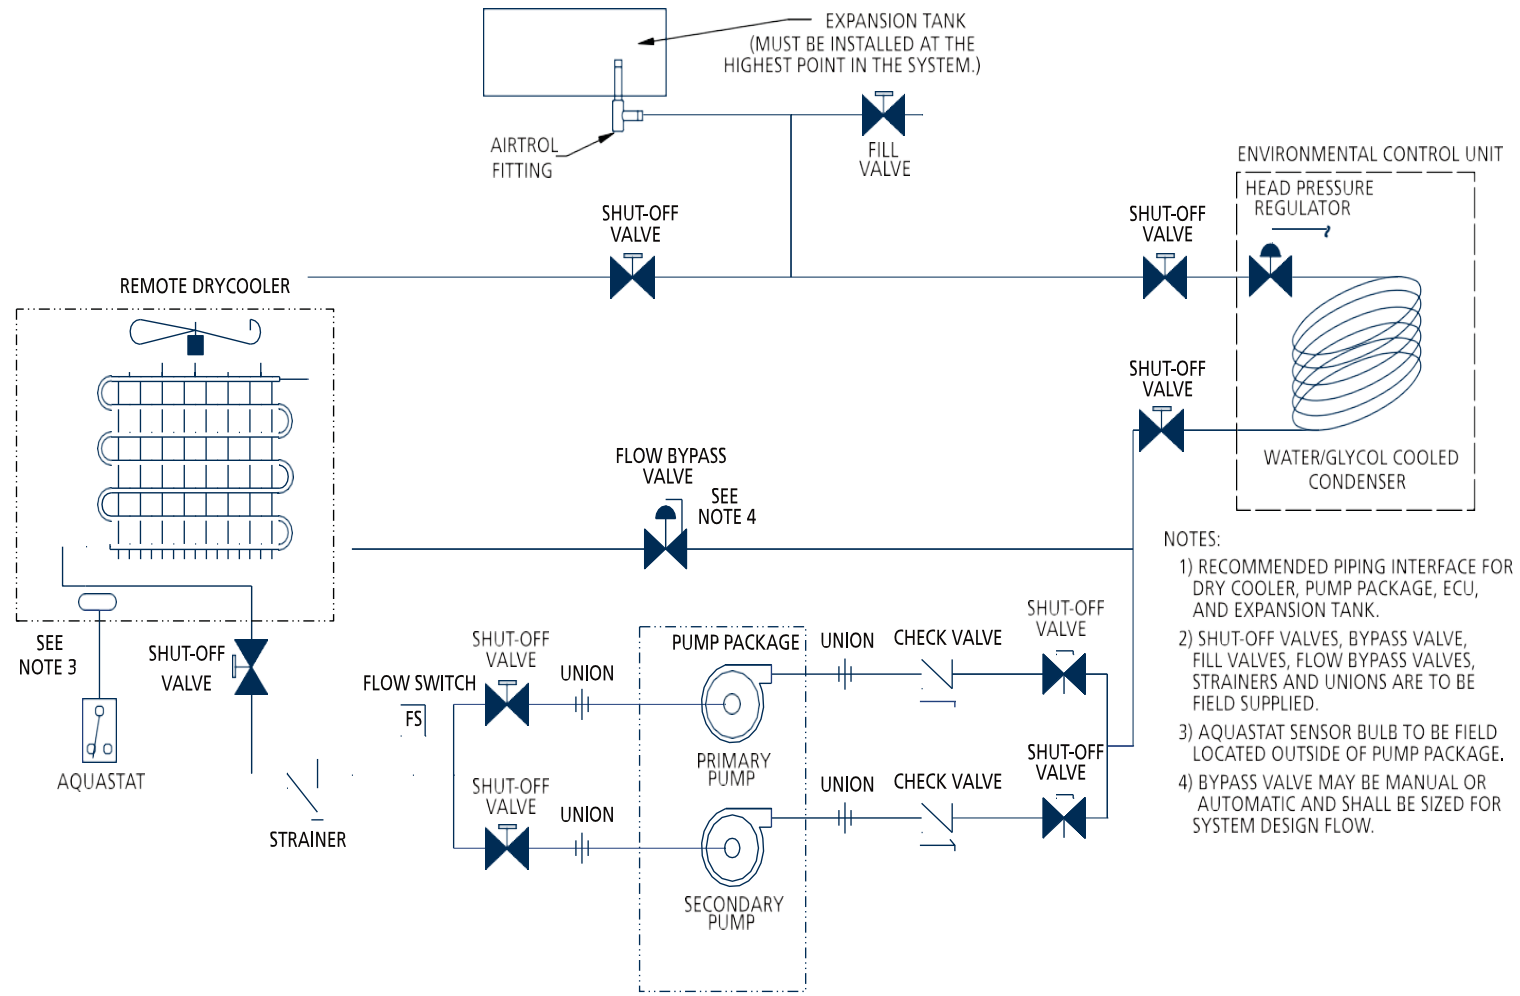 EXPANSION TANK
(MUST BE INSTALLED AT THE
HIGHEST POINT IN THE SYSTEM.)
AIRTROL
FITTING
FILL
VALVE
ENVIRONMENTAL CONTROL UNIT
HEAD PRESSURE
REGULATOR
SHUT-OFF
VALVE
SHUT-OFF
VALVE
REMOTE DRYCOOLER
SHUT-OFF
VALVE
FLOW BYPASS
VALVE
SEE
NOTE 4
WATER/GLYCOL COOLED
CONDENSER
NOTES:
1) RECOMMENDED PIPING INTERFACE FOR
DRY COOLER, PUMP PACKAGE, ECU,
AND EXPANSION TANK.
2) SHUT-OFF VALVES, BYPASS VALVE,
FILL VALVES, FLOW BYPASS VALVES,
STRAINERS AND UNIONS ARE TO BE
FIELD SUPPLIED.
3) AQUASTAT SENSOR BULB TO BE FIELD
LOCATED OUTSIDE OF PUMP PACKAGE.
4) BYPASS VALVE MAY BE MANUAL OR
AUTOMATIC AND SHALL BE SIZED FOR
SYSTEM DESIGN FLOW.
SEE
NOTE 3
SHUT-OFF
VALVE
AQUASTAT
STRAINER
FLOW SWITCH
FS
SHUT-OFF
VALVE
UNION
PUMP PACKAGE
UNION
CHECK VALVE
SHUT-OFF
VALVE
PRIMARY
PUMP
SHUT-OFF
VALVE
UNION
UNION
CHECK VALVE
SHUT-OFF
VALVE
SECONDARY
PUMP